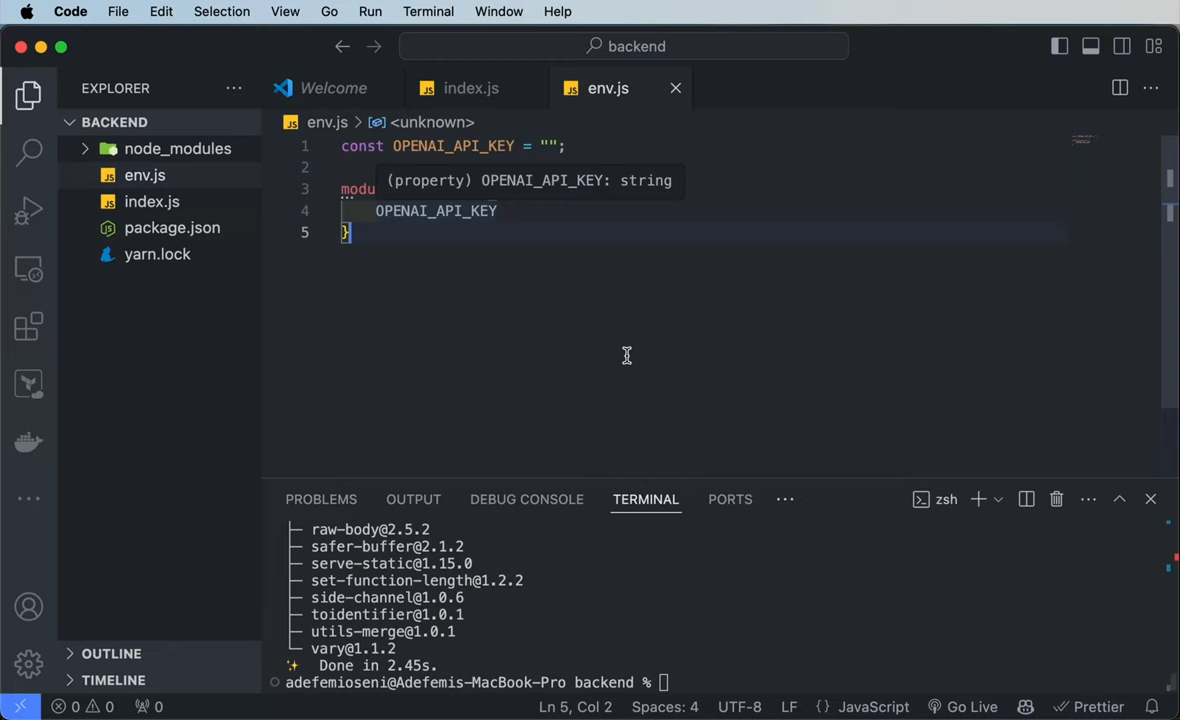 Code File Edit Selection View Go Run Terminal Window Help
backend
EXPLORER
Welcome
index.js
env.js
BACKEND
node_modules
env.js
index.js
package.json
yarn.lock
OUTLINE
TIMELINE
env.js > <unknown>
1 const OPENAI_API_KEY = "";
2
(property) OPENAI_API_KEY: string
3 modu
4 OPENAI_API_KEY
5 }
PROBLEMS OUTPUT DEBUG CONSOLE TERMINAL PORTS
zsh
├─ raw-body@2.5.2
├─ safer-buffer@2.1.2
├─ serve-static@1.15.0
├─ set-function-length@1.2.2
├─ side-channel@1.0.6
├─ toidentifier@1.0.1
├─ utils-merge@1.0.1
└─ vary@1.1.2
✨ Done in 2.45s.
adefemioseni@Adefemis-MacBook-Pro backend %
0 0 0 Ln 5, Col 2 Spaces: 4 UTF-8 LF {} JavaScript Go Live Prettier